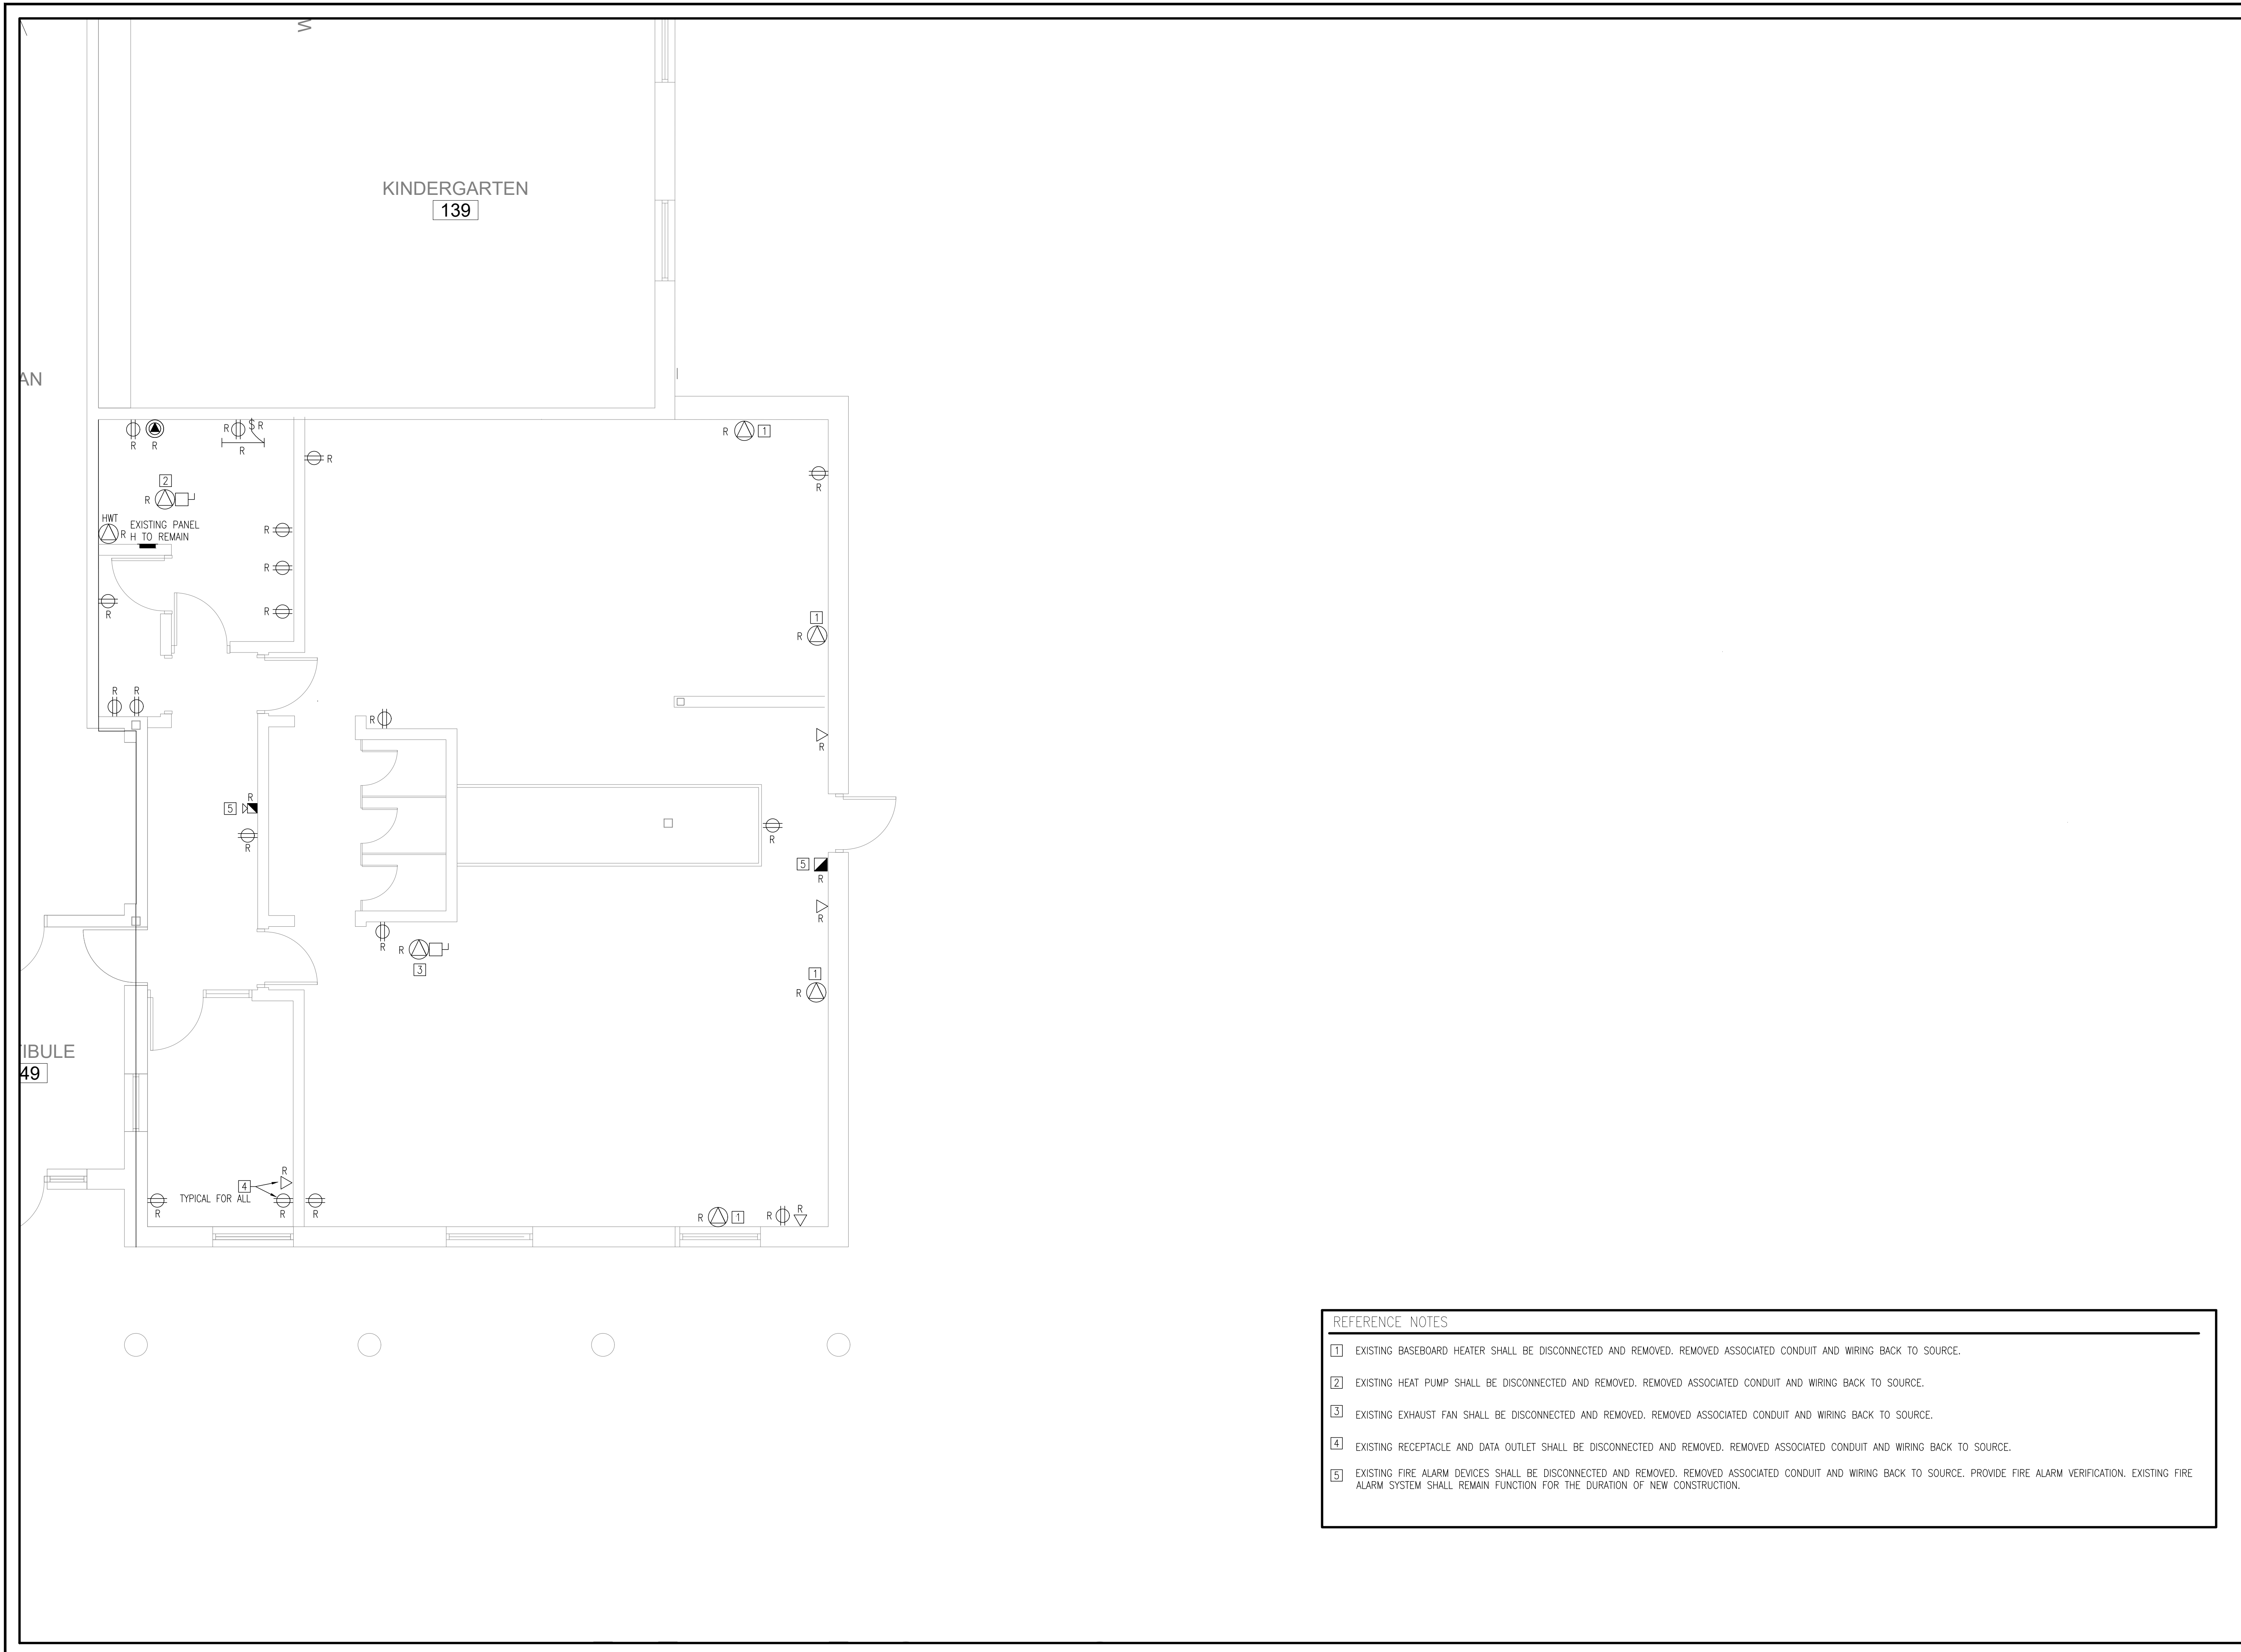 W
KINDERGARTEN
139
AN
R
R
R
$
R
R
R
R
1
R
2
R
HWT
R
EXISTING PANEL
H TO REMAIN
R
R
R
R
1
R
R
R
R
R
R
5
R
R
5
R
R
R
R
3
1
R
IBULE
49
R
4
TYPICAL FOR ALL
R
R
R
R
1
R
R
REFERENCE NOTES
1 EXISTING BASEBOARD HEATER SHALL BE DISCONNECTED AND REMOVED. REMOVED ASSOCIATED CONDUIT AND WIRING BACK TO SOURCE.
2 EXISTING HEAT PUMP SHALL BE DISCONNECTED AND REMOVED. REMOVED ASSOCIATED CONDUIT AND WIRING BACK TO SOURCE.
3 EXISTING EXHAUST FAN SHALL BE DISCONNECTED AND REMOVED. REMOVED ASSOCIATED CONDUIT AND WIRING BACK TO SOURCE.
4 EXISTING RECEPTACLE AND DATA OUTLET SHALL BE DISCONNECTED AND REMOVED. REMOVED ASSOCIATED CONDUIT AND WIRING BACK TO SOURCE.
5 EXISTING FIRE ALARM DEVICES SHALL BE DISCONNECTED AND REMOVED. REMOVED ASSOCIATED CONDUIT AND WIRING BACK TO SOURCE. PROVIDE FIRE ALARM VERIFICATION. EXISTING FIRE
ALARM SYSTEM SHALL REMAIN FUNCTION FOR THE DURATION OF NEW CONSTRUCTION.